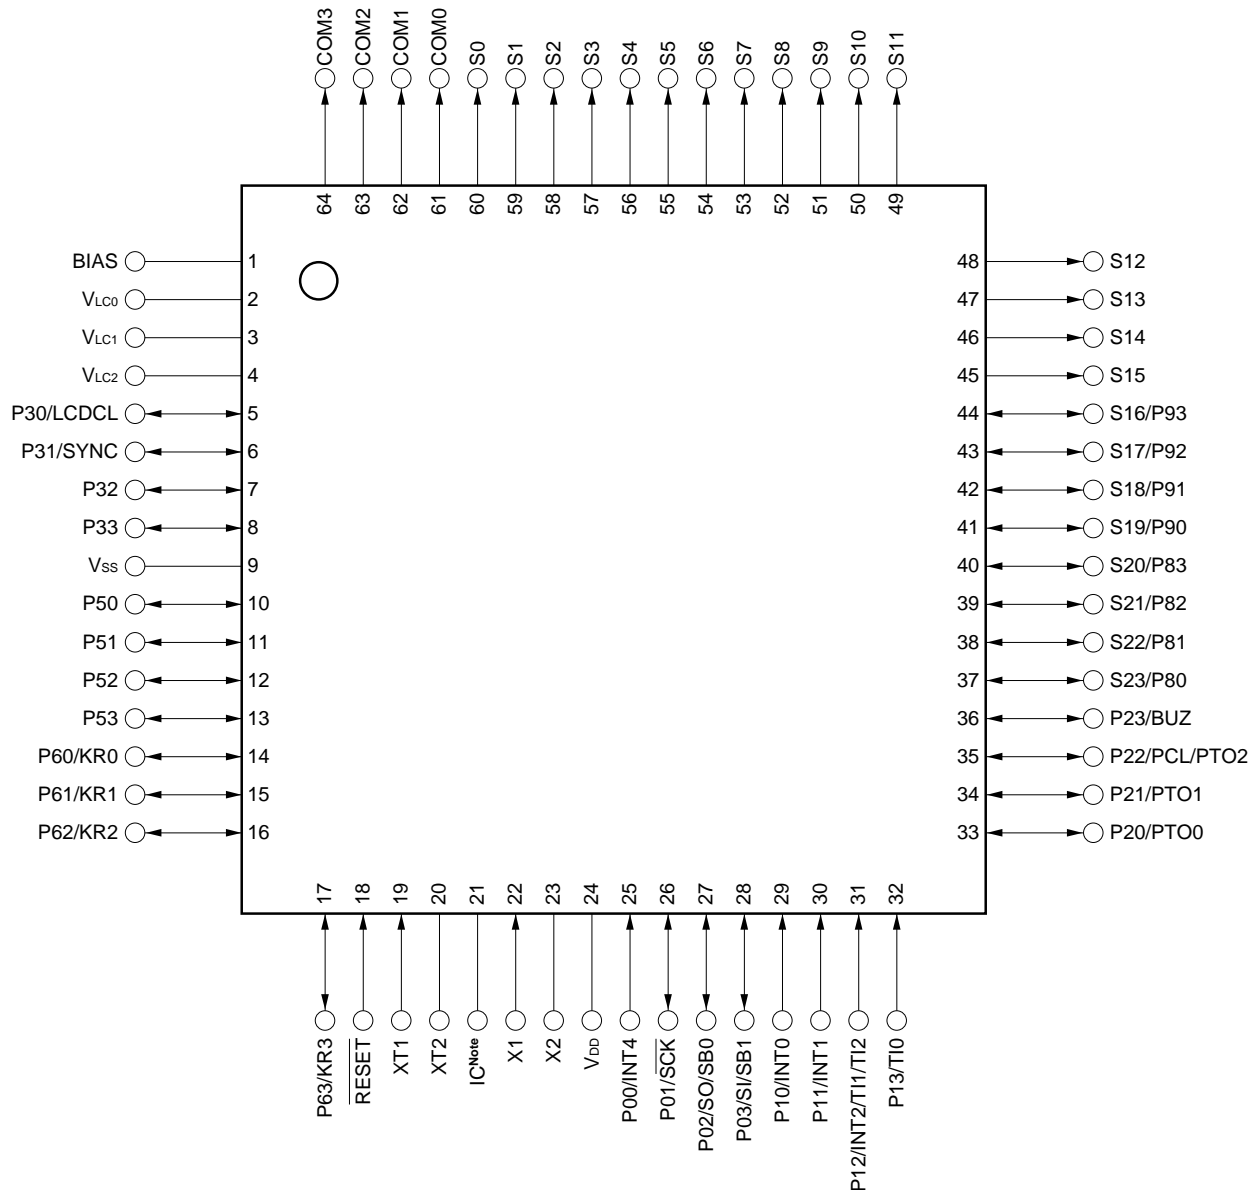 COM3
COM2
COM1
COM0
S0
S1
S2
S3
S4
S5
S6
S7
S8
S9
S10
S11
64
63
62
61
60
59
58
57
56
55
54
53
52
51
50
49
BIAS 1
VLC0 2
VLC1 3
VLC2 4
P30/LCDCL 5
P31/SYNC 6
P32 7
P33 8
VSS 9
P50 10
P51 11
P52 12
P53 13
P60/KR0 14
P61/KR1 15
P62/KR2 16
48 S12
47 S13
46 S14
45 S15
44 S16/P93
43 S17/P92
42 S18/P91
41 S19/P90
40 S20/P83
39 S21/P82
38 S22/P81
37 S23/P80
36 P23/BUZ
35 P22/PCL/PTO2
34 P21/PTO1
33 P20/PTO0
17
18
19
20
21
22
23
24
25
26
27
28
29
30
31
32
P63/KR3
RESET
XT1
XT2
ICNote
X1
X2
VDD
P00/INT4
P01/SCK
P02/SO/SB0
P03/SI/SB1
P10/INT0
P11/INT1
P12/INT2/TI1/TI2
P13/TI0